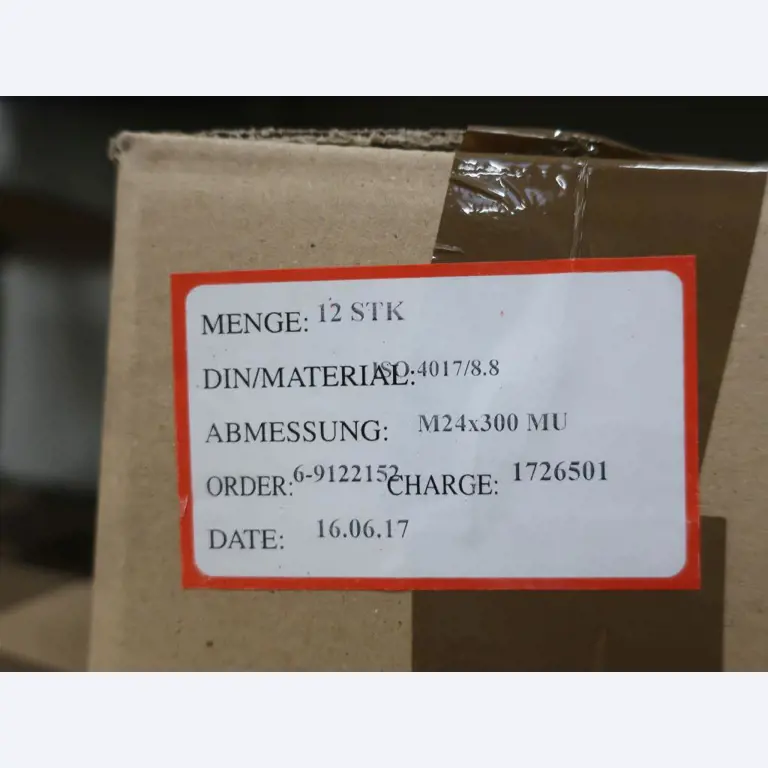 MENGE: 12 STK
DIN/MATERIAL: ISO 4017/8.8
ABMESSUNG: M24x300 MU
ORDER: 6-9122152 CHARGE: 1726501
DATE: 16.06.17